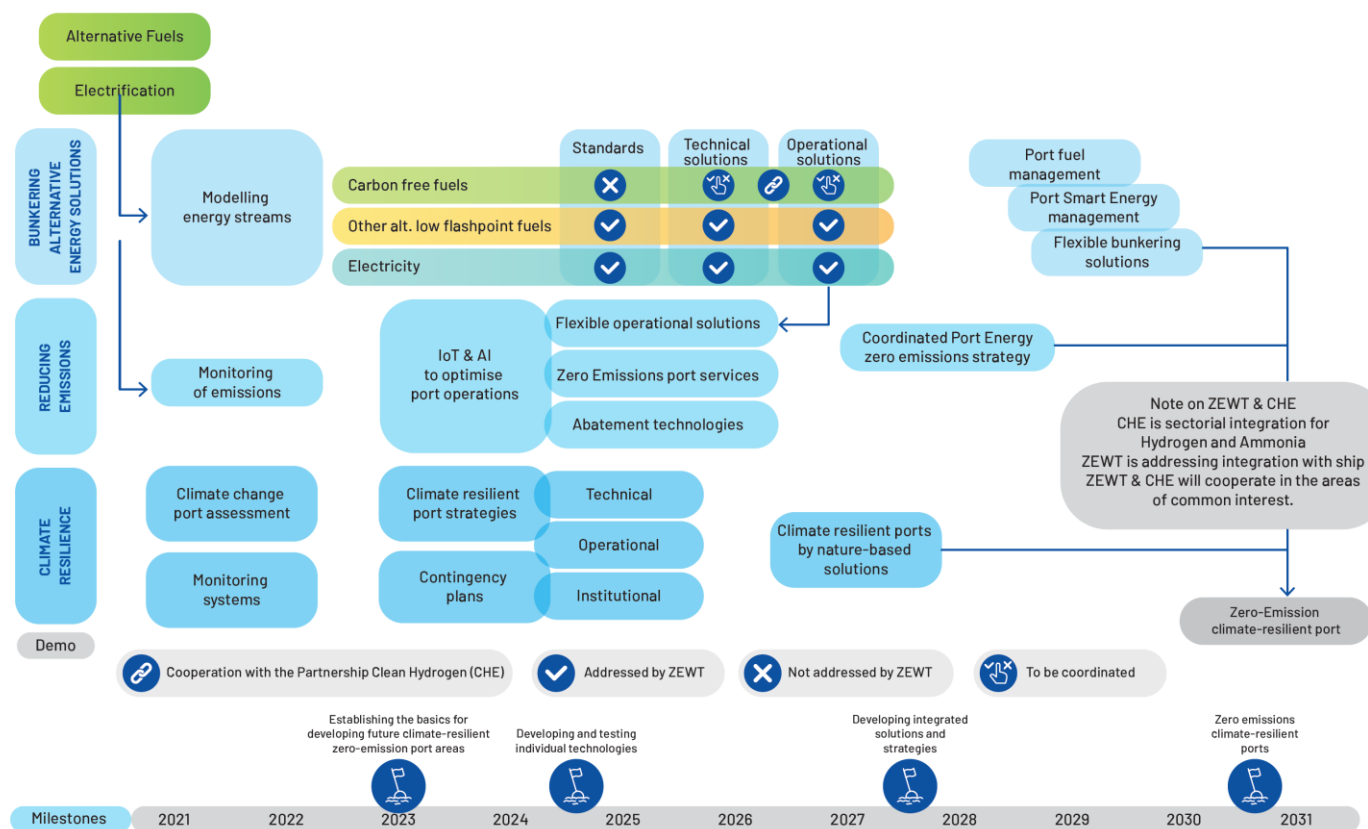 Alternative Fuels
Electrification
BUNKERING
ALTERNATIVE
ENERGY SOLUTIONS
Modelling
energy streams
Standards
Technical
solutions
Operational
solutions
Carbon free fuels
Other alt. low flashpoint fuels
Electricity
Port fuel
management
Port Smart Energy
management
Flexible bunkering
solutions
REDUCING
EMISSIONS
Monitoring
of emissions
IoT & AI
to optimise
port operations
Flexible operational solutions
Zero Emissions port services
Abatement technologies
Coordinated Port Energy
zero emissions strategy
Note on ZEWT & CHE
CHE is sectorial integration for
Hydrogen and Ammonia
ZEWT is addressing integration with ship
ZEWT & CHE will cooperate in the areas
of common interest.
CLIMATE
RESILIENCE
Climate change
port assessment
Monitoring
systems
Climate resilient
port strategies
Contingency
plans
Technical
Operational
Institutional
Climate resilient ports
by nature-based
solutions
Zero-Emission
climate-resilient port
Demo
Cooperation with the Partnership Clean Hydrogen (CHE)
Addressed by ZEWT
Not addressed by ZEWT
To be coordinated
Establishing the basics for
developing future climate-resilient
zero-emission port areas
Developing and testing
individual technologies
Developing integrated
solutions and
strategies
Zero emissions
climate-resilient
ports
Milestones
2021
2022
2023
2024
2025
2026
2027
2028
2029
2030
2031